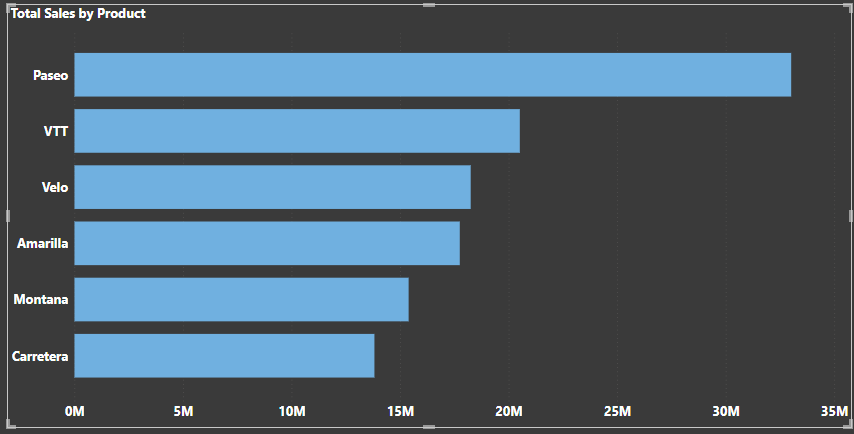 Total Sales by Product
Paseo
VTT
Velo
Amarilla
Montana
Carretera
0M 5M 10M 15M 20M 25M 30M 35M